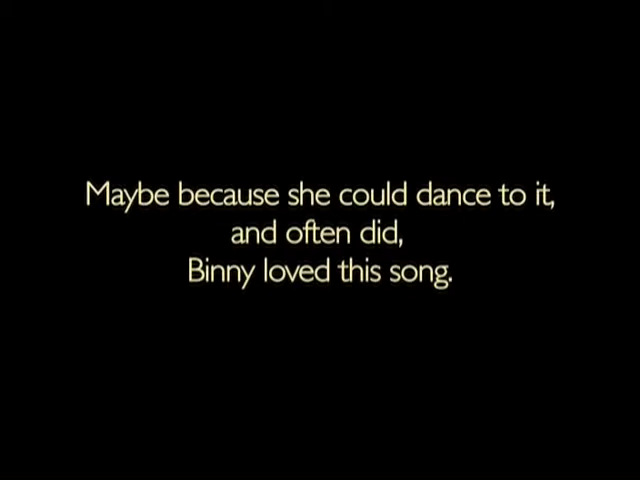 Maybe because she could dance to it,
and often did,
Binny loved this song.